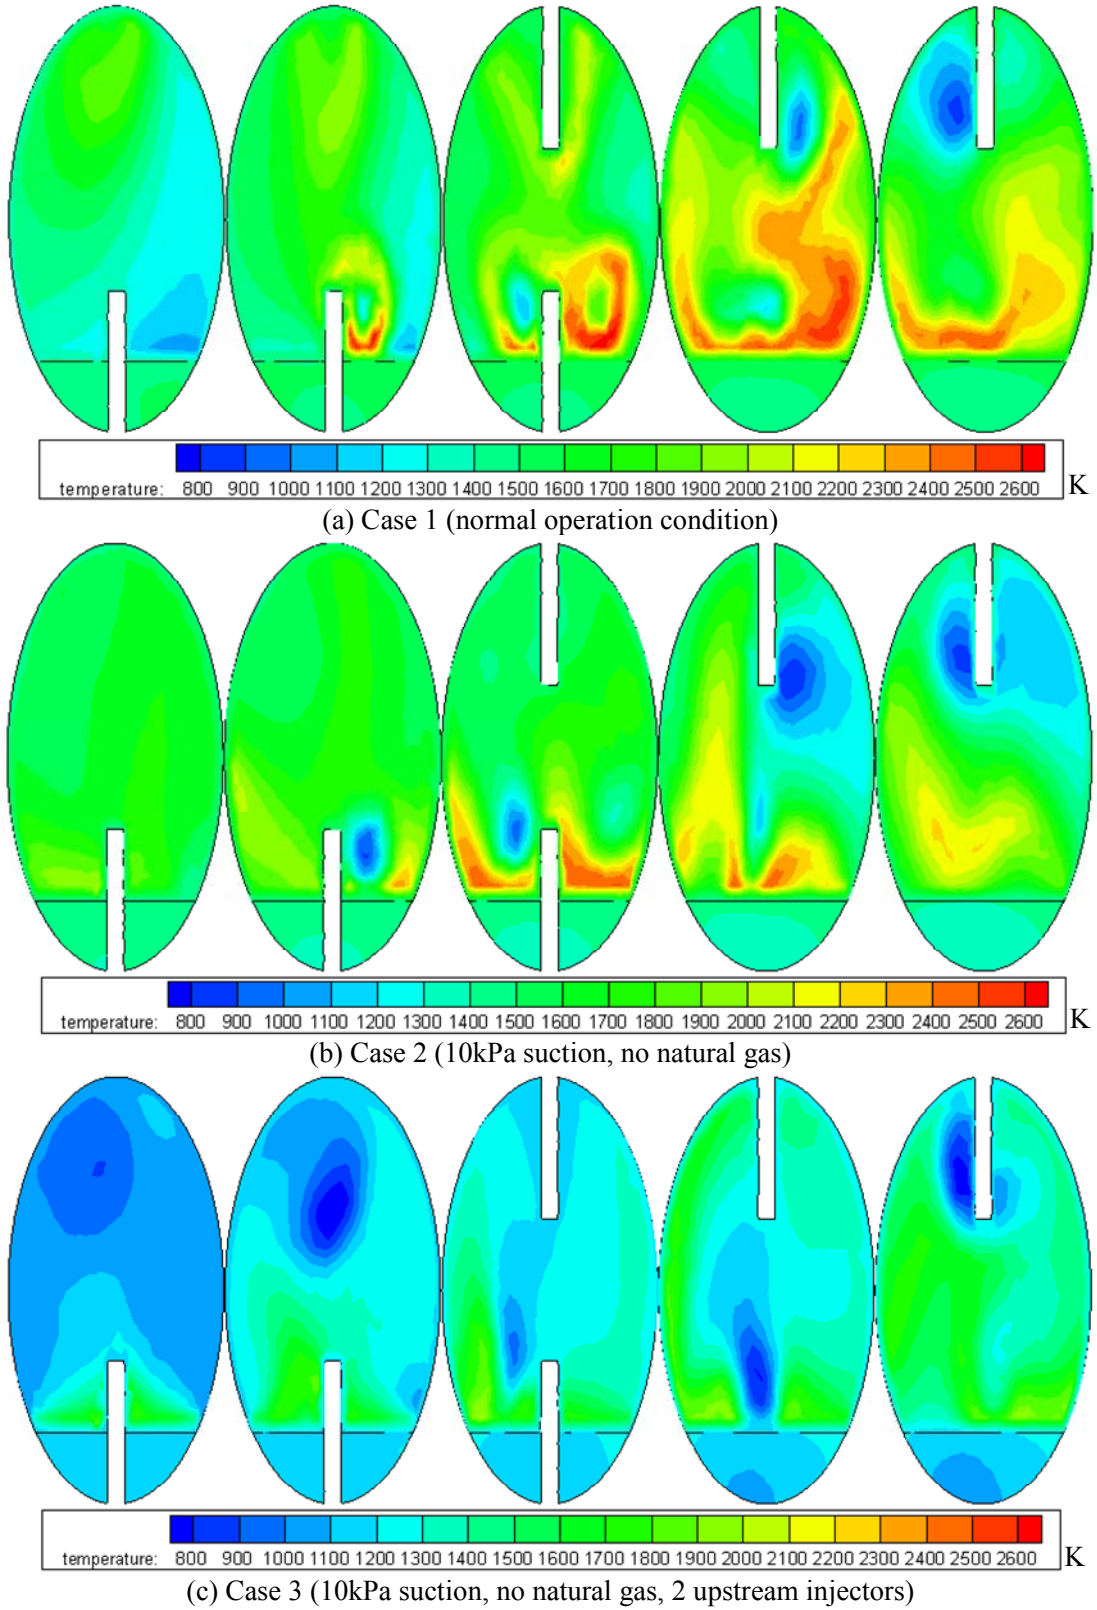 temperature: 800 900 1000 1100 1200 1300 1400 1500 1600 1700 1800 1900 2000 2100 2200 2300 2400 2500 2600 K
(a) Case 1 (normal operation condition)
temperature: 800 900 1000 1100 1200 1300 1400 1500 1600 1700 1800 1900 2000 2100 2200 2300 2400 2500 2600 K
(b) Case 2 (10kPa suction, no natural gas)
temperature: 800 900 1000 1100 1200 1300 1400 1500 1600 1700 1800 1900 2000 2100 2200 2300 2400 2500 2600 K
(c) Case 3 (10kPa suction, no natural gas, 2 upstream injectors)